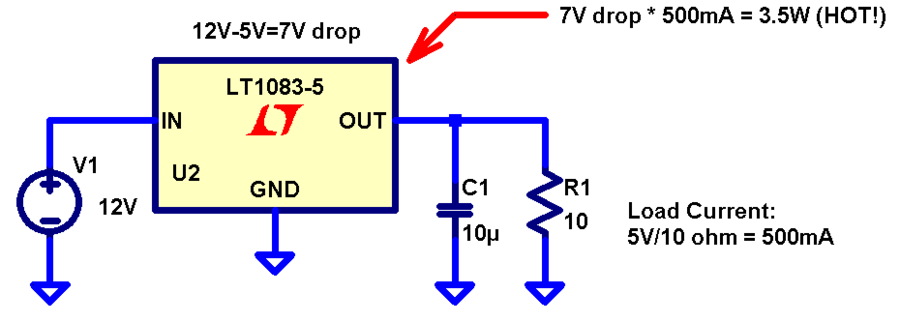 7V drop * 500mA = 3.5W (HOT!)
12V-5V=7V drop
LT1083-5
IN
OUT
U2
GND
V1
12V
C1
10µ
R1
10
Load Current:
5V/10 ohm = 500mA